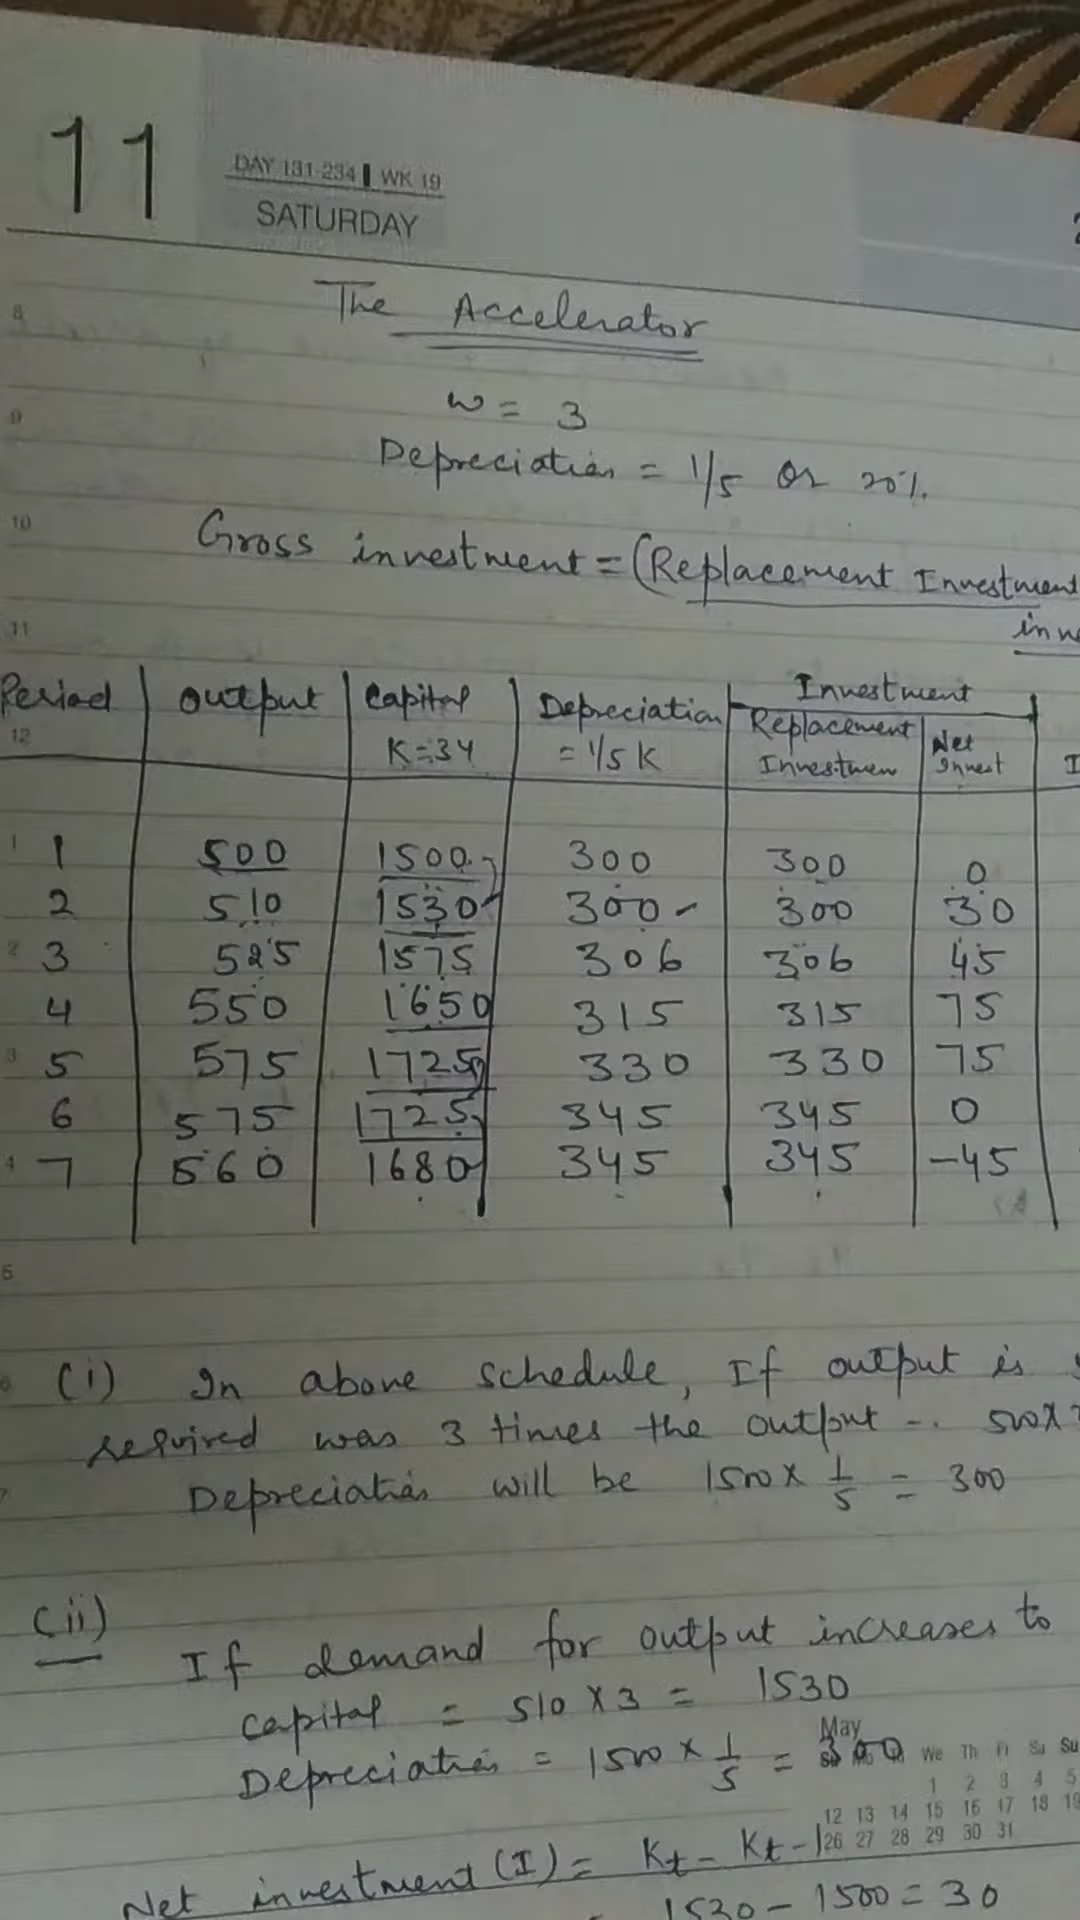 11
DAY 131-234 | WK 19
SATURDAY
The Accelerator
8
w = 3
9
Depreciation = 1/5 or 20%.
10
Gross investment = (Replacement Investment
11
Period | Output | Capital | Depreciation | Investment
12
K=3Y | = 1/5 K | Replacement Investmen | Net Invest | I
1 500 1500 300 300 0
2 510 1530 300 300 30
3 525 1575 306 306 45
4 550 1650 315 315 75
5 575 1725 330 330 75
6 575 1725 345 345 0
7 560 1680 345 345 -45
(i) In above schedule, If output is
required was 3 times the output -. 500x
Depreciation will be 1500 x 1/5 = 300
(ii)
If demand for output increases to
capital = 510 x 3 = 1530
Depreciation = 1500 x 1/5 = 300
May
We Th Fr Sa Su
1 2 3 4 5
12 13 14 15 16 17 18 19
26 27 28 29 30 31
Net investment (I) = Kt - Kt-1
1530 - 1500 = 30